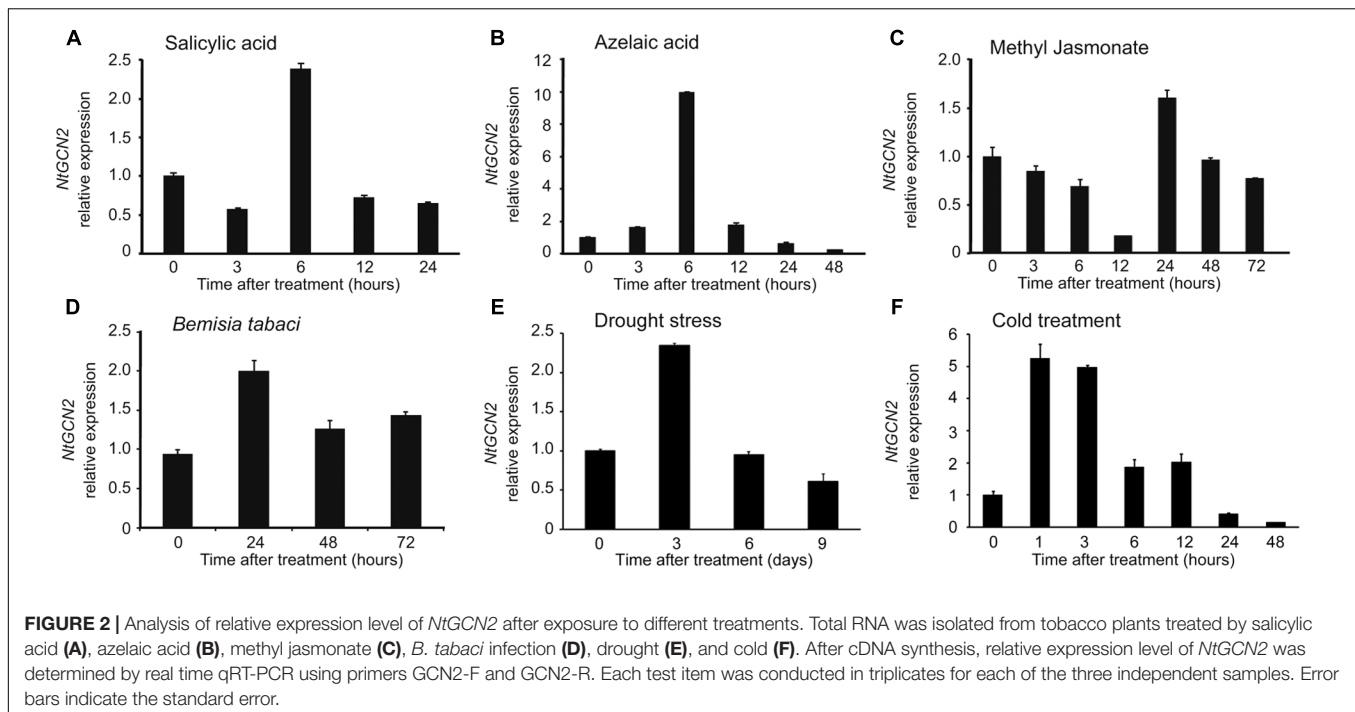 A
Salicylic acid
NtGCN2
relative expression
2.5
2.0
1.5
1.0
0.5
0
0 3 6 12 24
Time after treatment (hours)
B
Azelaic acid
NtGCN2
relative expression
12
10
8
6
4
2
0
0 3 6 12 24 48
Time after treatment (hours)
C
Methyl Jasmonate
NtGCN2
relative expression
2.0
1.5
1.0
0.5
0
0 3 6 12 24 48 72
Time after treatment (hours)
D
Bemisia tabaci
NtGCN2
relative expression
2.5
2.0
1.5
1.0
0.5
0
0 24 48 72
Time after treatment (hours)
E
Drought stress
NtGCN2
relative expression
2.5
2.0
1.5
1.0
0.5
0
0 3 6 9
Time after treatment (days)
F
Cold treatment
NtGCN2
relative expression
6
5
4
3
2
1
0
0 1 3 6 12 24 48
Time after treatment (hours)
FIGURE 2 | Analysis of relative expression level of NtGCN2 after exposure to different treatments. Total RNA was isolated from tobacco plants treated by salicylic
acid (A), azelaic acid (B), methyl jasmonate (C), B. tabaci infection (D), drought (E), and cold (F). After cDNA synthesis, relative expression level of NtGCN2 was
determined by real time qRT-PCR using primers GCN2-F and GCN2-R. Each test item was conducted in triplicates for each of the three independent samples. Error
bars indicate the standard error.